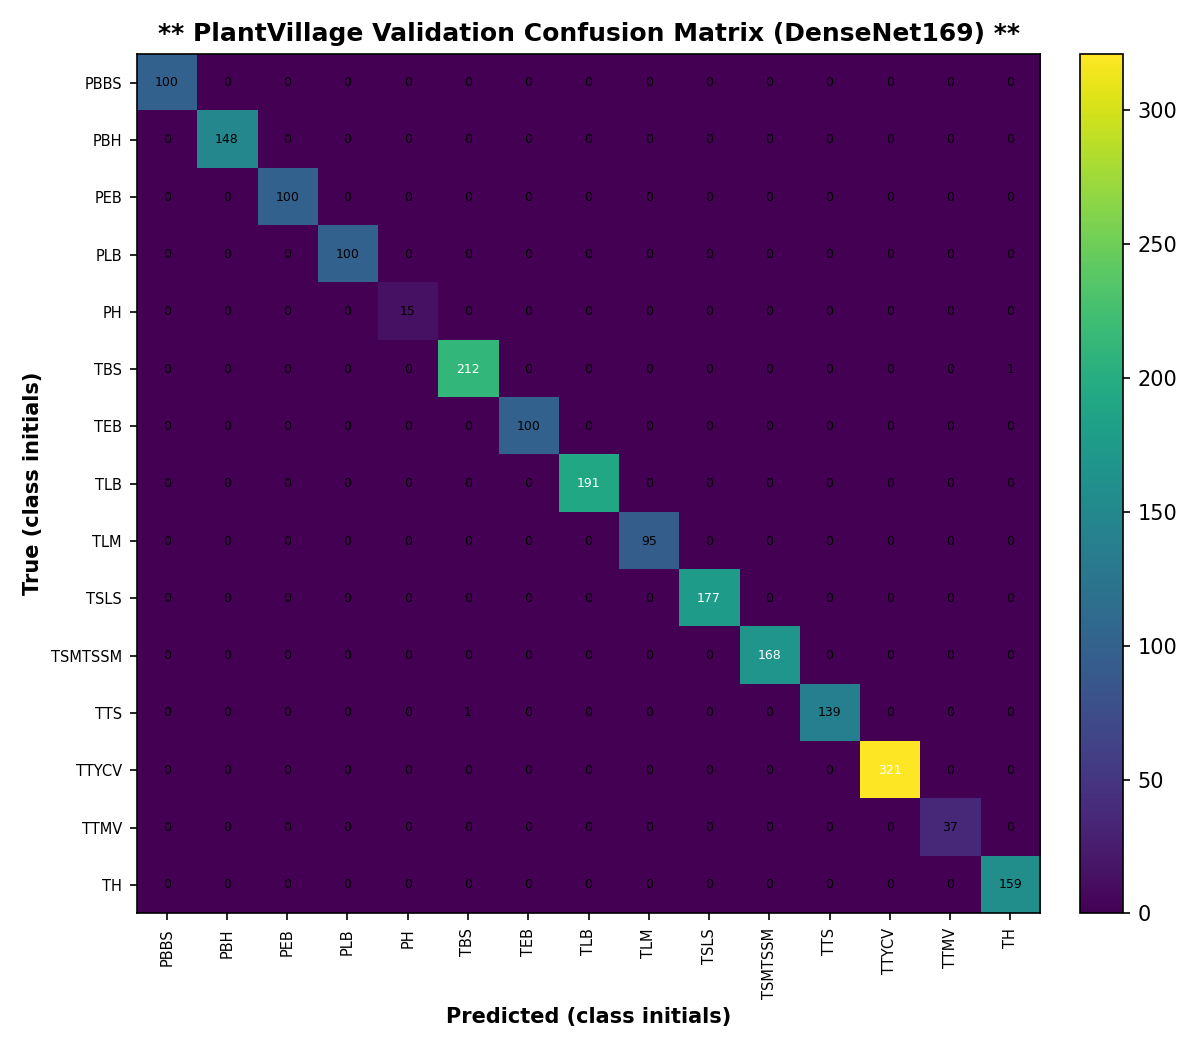 ** PlantVillage Validation Confusion Matrix (DenseNet169) **
PBBS 100 0 0 0 0 0 0 0 0 0 0 0 0 0 0
PBH 0 148 0 0 0 0 0 0 0 0 0 0 0 0 0
PEB 0 0 100 0 0 0 0 0 0 0 0 0 0 0 0
PLB 0 0 0 100 0 0 0 0 0 0 0 0 0 0 0
PH 0 0 0 0 15 0 0 0 0 0 0 0 0 0 0
TBS 0 0 0 0 0 212 0 0 0 0 0 0 0 0 1
TEB 0 0 0 0 0 0 100 0 0 0 0 0 0 0 0
TLB 0 0 0 0 0 0 0 191 0 0 0 0 0 0 0
TLM 0 0 0 0 0 0 0 0 95 0 0 0 0 0 0
TSLS 0 0 0 0 0 0 0 0 0 177 0 0 0 0 0
TSMTSSM 0 0 0 0 0 0 0 0 0 0 168 0 0 0 0
TTS 0 0 0 0 0 1 0 0 0 0 0 139 0 0 0
TTYCV 0 0 0 0 0 0 0 0 0 0 0 0 321 0 0
TTMV 0 0 0 0 0 0 0 0 0 0 0 0 0 37 0
TH 0 0 0 0 0 0 0 0 0 0 0 0 0 0 159
PBBS PBH PEB PLB PH TBS TEB TLB TLM TSLS TSMTSSM TTS TTYCV TTMV TH
Predicted (class initials)
True (class initials)
300
250
200
150
100
50
0